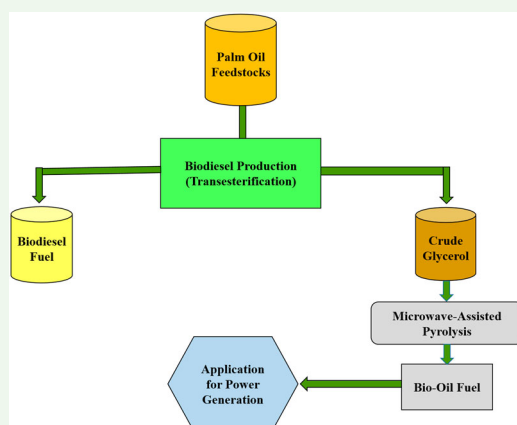 Palm Oil
Feedstocks
Biodiesel Production
(Transesterification)
Biodiesel
Fuel
Crude
Glycerol
Microwave-Assisted
Pyrolysis
Application
for Power
Generation
Bio-Oil Fuel